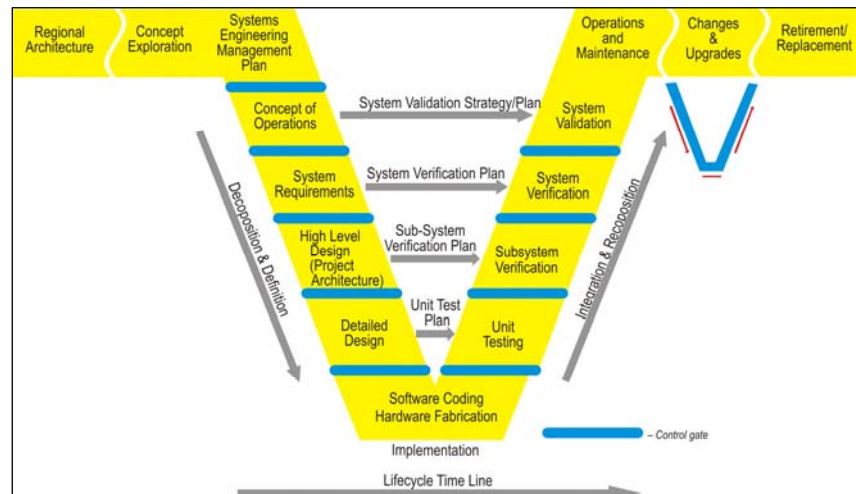 Regional
Architecture
Concept
Exploration
Systems
Engineering
Management
Plan
Operations
and
Maintenance
Changes
&
Upgrades
Retirement/
Replacement
Concept of
Operations
System Validation Strategy/Plan
System
Validation
System
Requirements
System Verification Plan
System
Verification
High Level
Design
(Project
Architecture)
Sub-System
Verification Plan
Subsystem
Verification
Detailed
Design
Unit Test
Plan
Unit
Testing
Decoposition & Definition
Integration & Recoposition
Software Coding
Hardware Fabrication
Implementation
– Control gate
Lifecycle Time Line